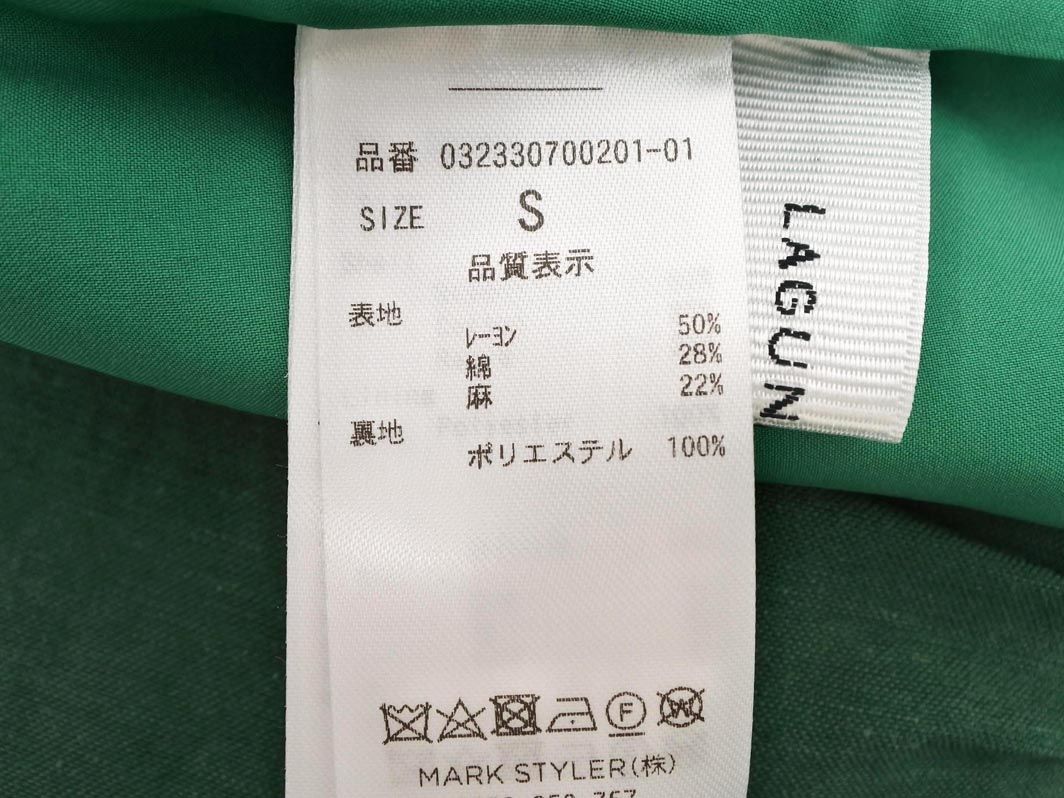 品番 032330700201-01
SIZE S
品質表示
表地
レーヨン 50%
綿 28%
麻 22%
裏地
ポリエステル 100%
F
W
MARK STYLER(株)
LAGUN